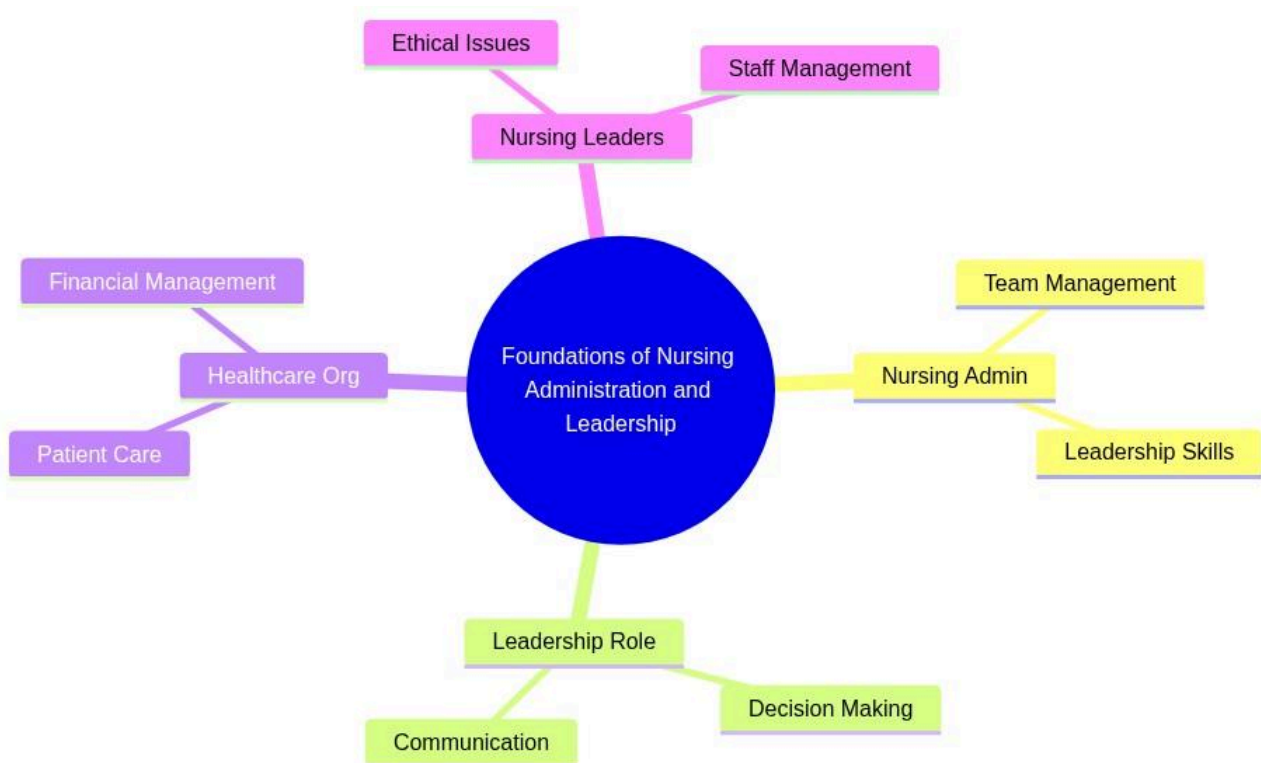 Ethical Issues
Staff Management
Nursing Leaders
Financial Management
Team Management
Foundations of Nursing
Administration and
Leadership
Healthcare Org
Nursing Admin
Patient Care
Leadership Skills
Leadership Role
Decision Making
Communication